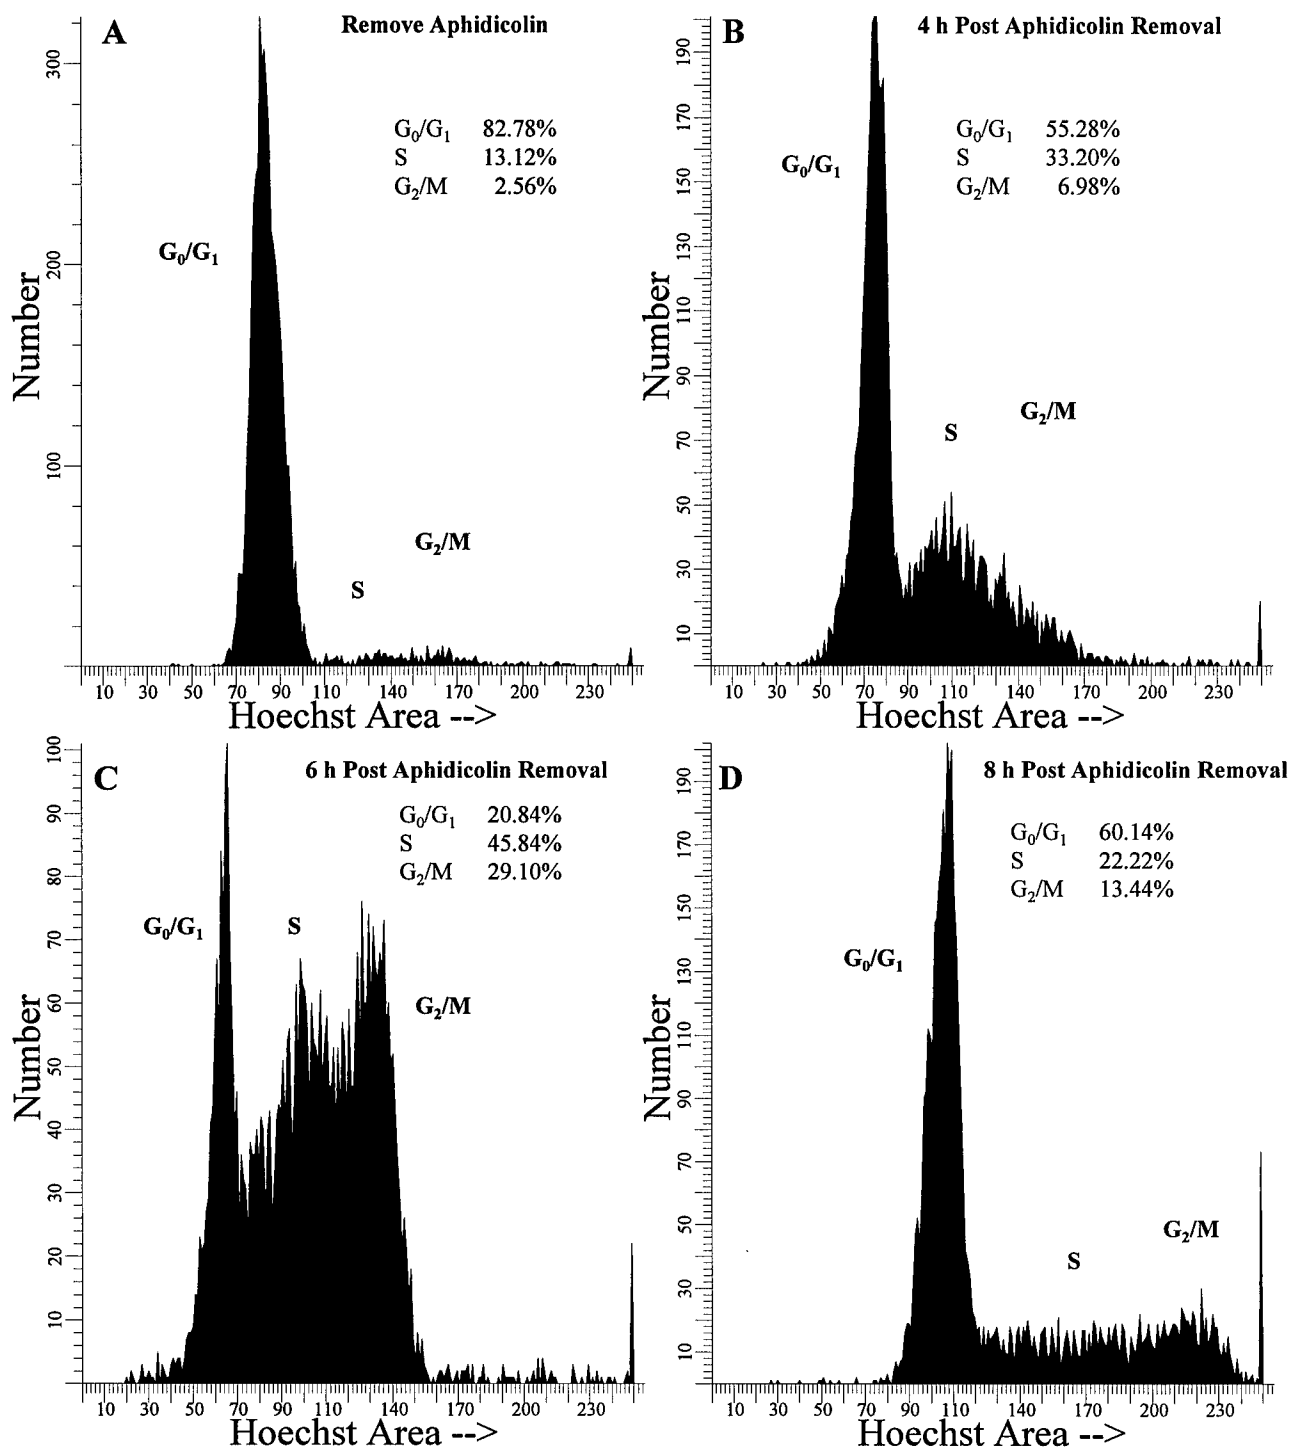 A
Remove Aphidicolin
G₀/G₁ 82.78%
S 13.12%
G₂/M 2.56%
G₀/G₁
S
G₂/M
Number
300
200
100
10 30 50 70 90 110 140 170 200 230
Hoechst Area -->
B
4 h Post Aphidicolin Removal
G₀/G₁ 55.28%
S 33.20%
G₂/M 6.98%
G₀/G₁
S
G₂/M
Number
190
170
150
130
110
90
70
50
30
10
10 30 50 70 90 110 140 170 200 230
Hoechst Area -->
C
6 h Post Aphidicolin Removal
G₀/G₁ 20.84%
S 45.84%
G₂/M 29.10%
G₀/G₁
S
G₂/M
Number
100
90
80
70
60
50
40
30
20
10
10 30 50 70 90 110 140 170 200 230
Hoechst Area -->
D
8 h Post Aphidicolin Removal
G₀/G₁ 60.14%
S 22.22%
G₂/M 13.44%
G₀/G₁
S
G₂/M
Number
190
170
150
130
110
90
70
50
30
10
10 30 50 70 90 110 140 170 200 230
Hoechst Area -->